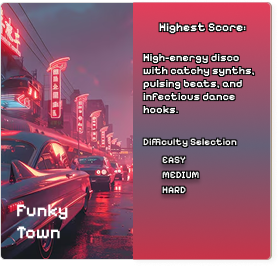 Highest Score:
High-energy disco
with catchy synths,
pulsing beats, and
infectious dance
hooks.
Difficulty Selection
EASY
MEDIUM
HARD
Funky
Town